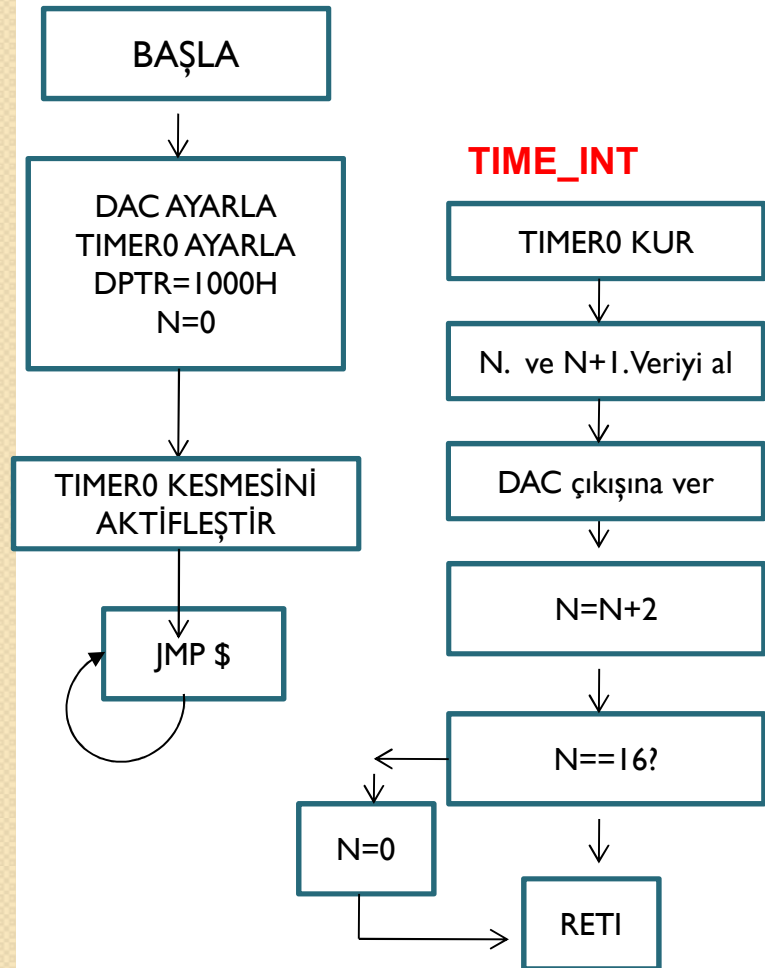 BAŞLA
DAC AYARLA
TIMER0 AYARLA
DPTR=1000H
N=0
TIMER0 KESMESİNİ
AKTİFLEŞTİR
JMP $
TIME_INT
TIMER0 KUR
N. ve N+1.Veriyi al
DAC çıkışına ver
N=N+2
N==16?
N=0
RETI